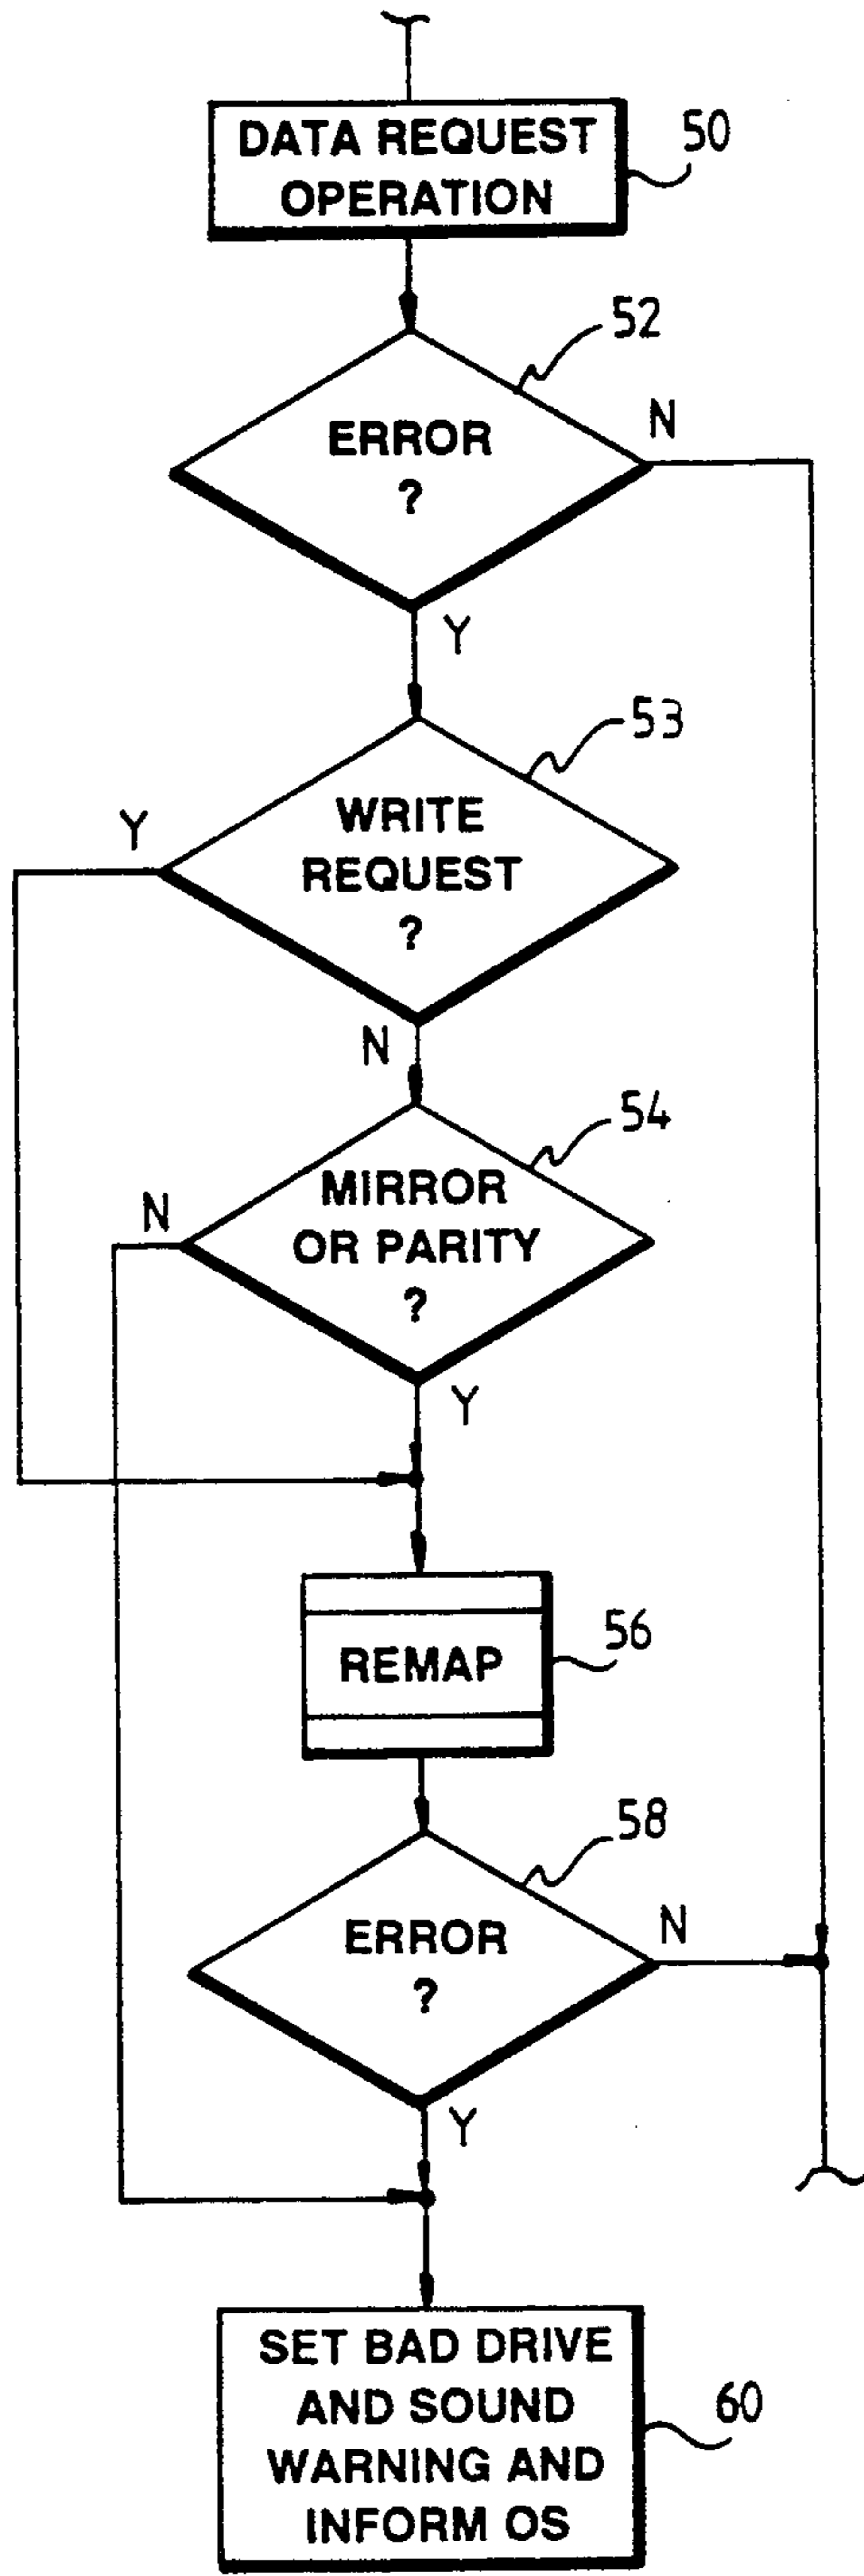 DATA REQUEST
OPERATION
50
52
ERROR
?
N
Y
53
WRITE
REQUEST
?
Y
N
54
MIRROR
OR PARITY
?
N
Y
REMAP
56
58
ERROR
?
N
Y
SET BAD DRIVE
AND SOUND
WARNING AND
INFORM OS
60